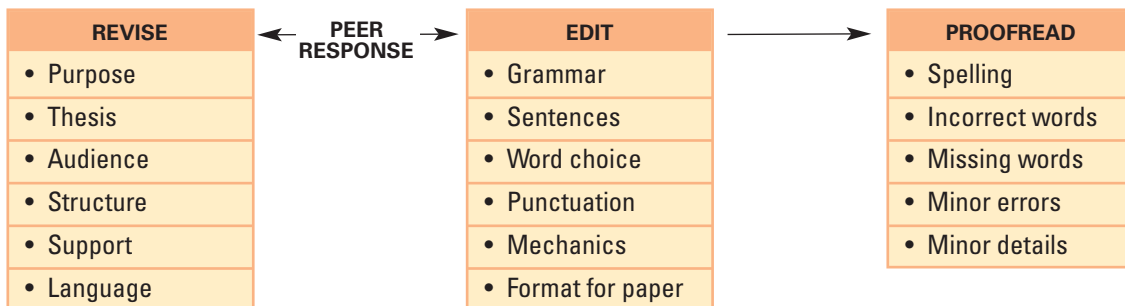 REVISE
• Purpose
• Thesis
• Audience
• Structure
• Support
• Language
PEER
RESPONSE
EDIT
• Grammar
• Sentences
• Word choice
• Punctuation
• Mechanics
• Format for paper
PROOFREAD
• Spelling
• Incorrect words
• Missing words
• Minor errors
• Minor details